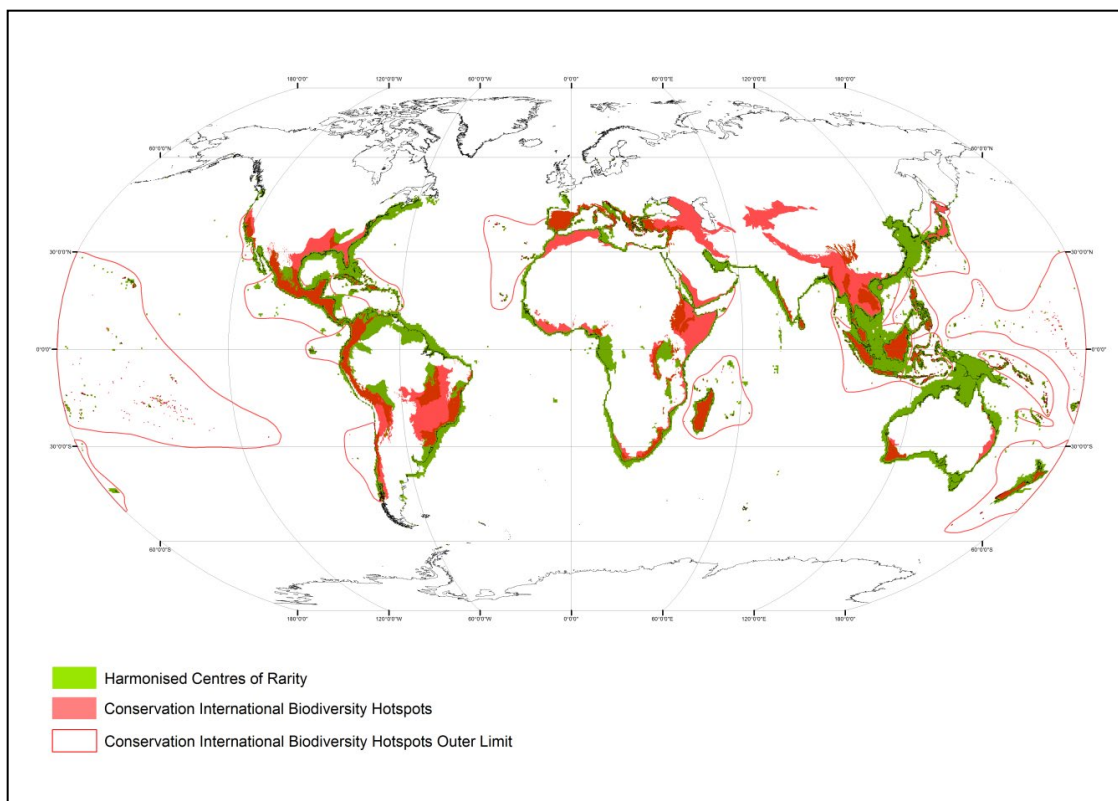 180°0'0" 120°0'0"W 60°0'0"W 0°0'0" 60°0'0"E 120°0'0"E 180°0'0"
60°0'0"N
30°0'0"N 30°0'0"N
0°0'0" 0°0'0"
30°0'0"S 30°0'0"S
60°0'0"S 60°0'0"S
180°0'0" 120°0'0"W 60°0'0"W 0°0'0" 60°0'0"E 120°0'0"E 180°0'0"
Harmonised Centres of Rarity
Conservation International Biodiversity Hotspots
Conservation International Biodiversity Hotspots Outer Limit